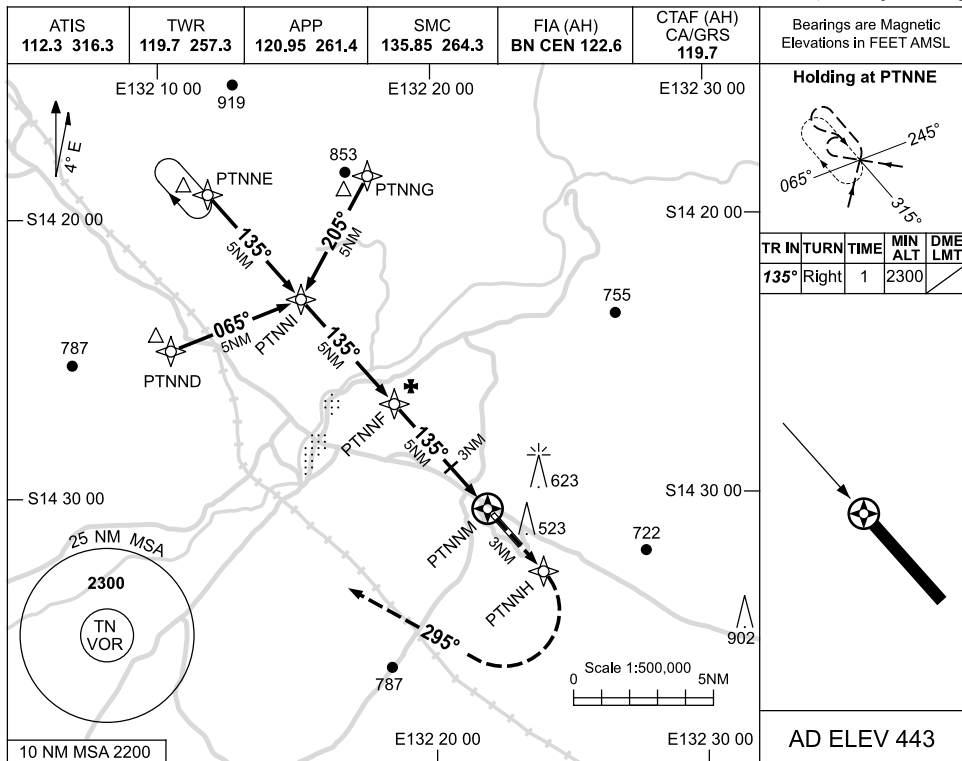 ATIS
112.3 316.3
TWR
119.7 257.3
APP
120.95 261.4
SMC
135.85 264.3
FIA (AH)
BN CEN 122.6
CTAF (AH)
CA/GRS
119.7
Bearings are Magnetic
Elevations in FEET AMSL
E132 10 00
E132 20 00
E132 30 00
919
4° E
853
PTNNE
PTNNG
S14 20 00
S14 20 00
135°
5NM
205°
5NM
755
065°
5NM
PTNNI
135°
5NM
787
PTNND
PTNNF
135°
5NM
3NM
623
S14 30 00
S14 30 00
523
PTNNM
3NM
722
PTNNH
25 NM MSA
2300
TN
VOR
295°
902
787
Scale 1:500,000
0
5NM
10 NM MSA 2200
E132 20 00
E132 30 00
Holding at PTNNE
245°
065°
315°
TR IN TURN TIME MIN ALT DME LMT
135° Right 1 2300
AD ELEV 443